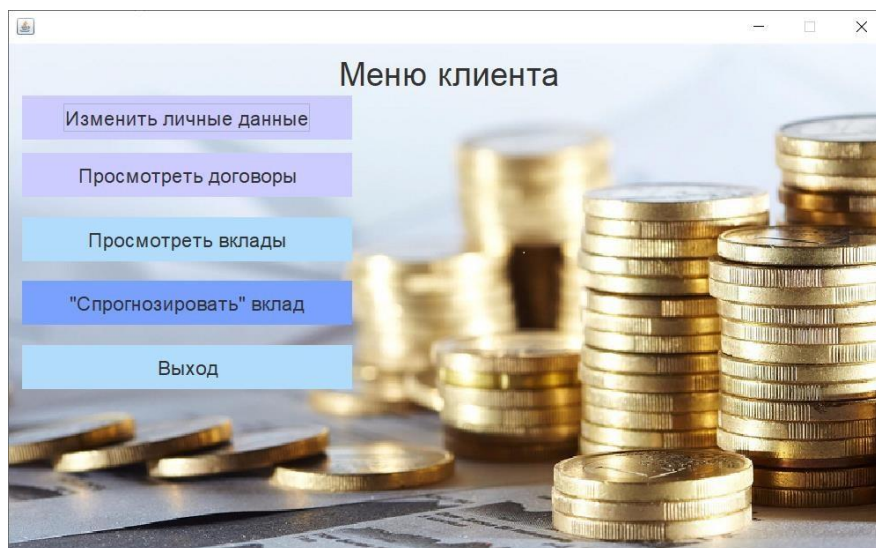 Меню клиента
Изменить личные данные
Просмотреть договоры
Просмотреть вклады
"Спрогнозировать" вклад
Выход